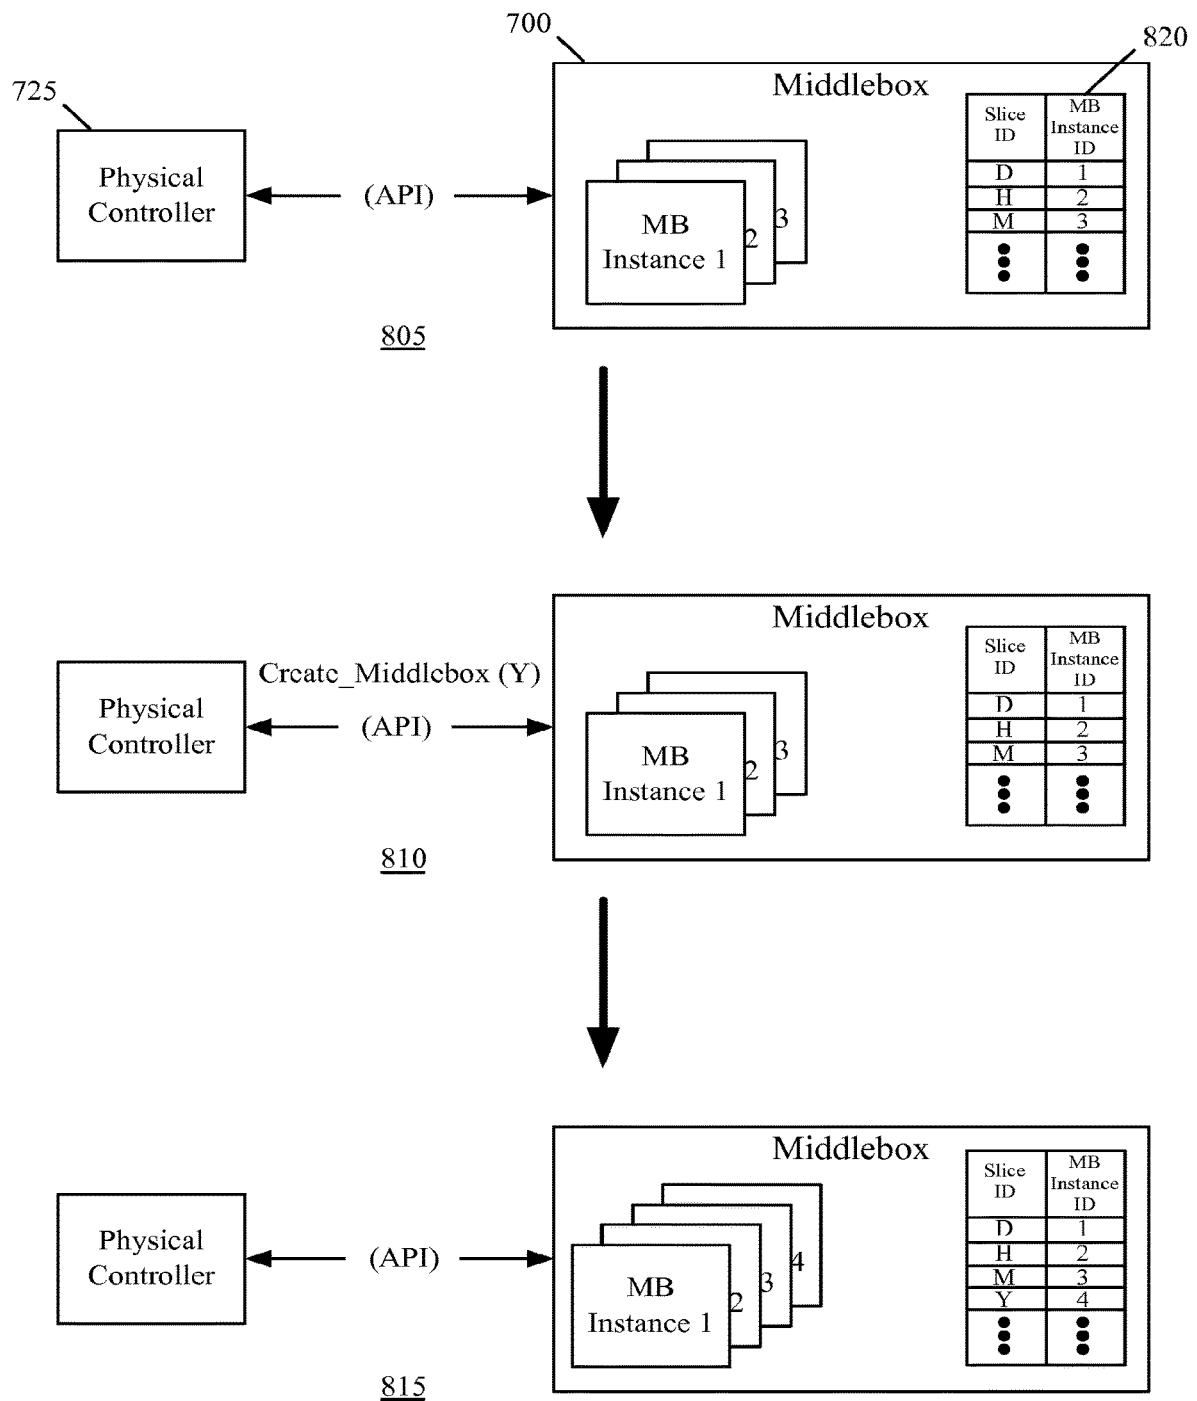 700
820
725
Middlebox
Slice ID
MB Instance ID
Physical Controller
(API)
MB Instance 1
2
3
D 1
H 2
M 3
805
Middlebox
Slice ID
MB Instance ID
Create_Middlebox (Y)
Physical Controller
(API)
MB Instance 1
2
3
D 1
H 2
M 3
810
Middlebox
Slice ID
MB Instance ID
Physical Controller
(API)
MB Instance 1
2
3
4
D 1
H 2
M 3
Y 4
815